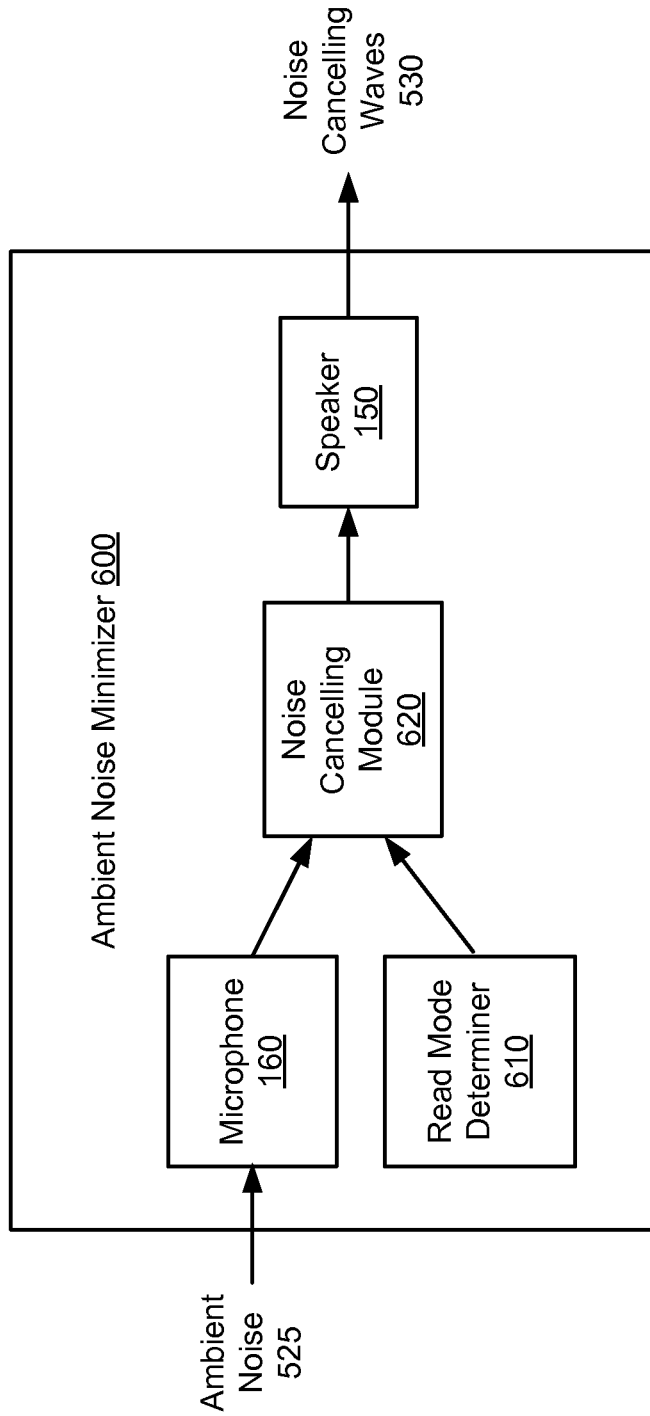 Ambient Noise Minimizer 600
Ambient
Noise
525
Microphone
160
Read Mode
Determiner
610
Noise
Cancelling
Module
620
Speaker
150
Noise
Cancelling
Waves
530